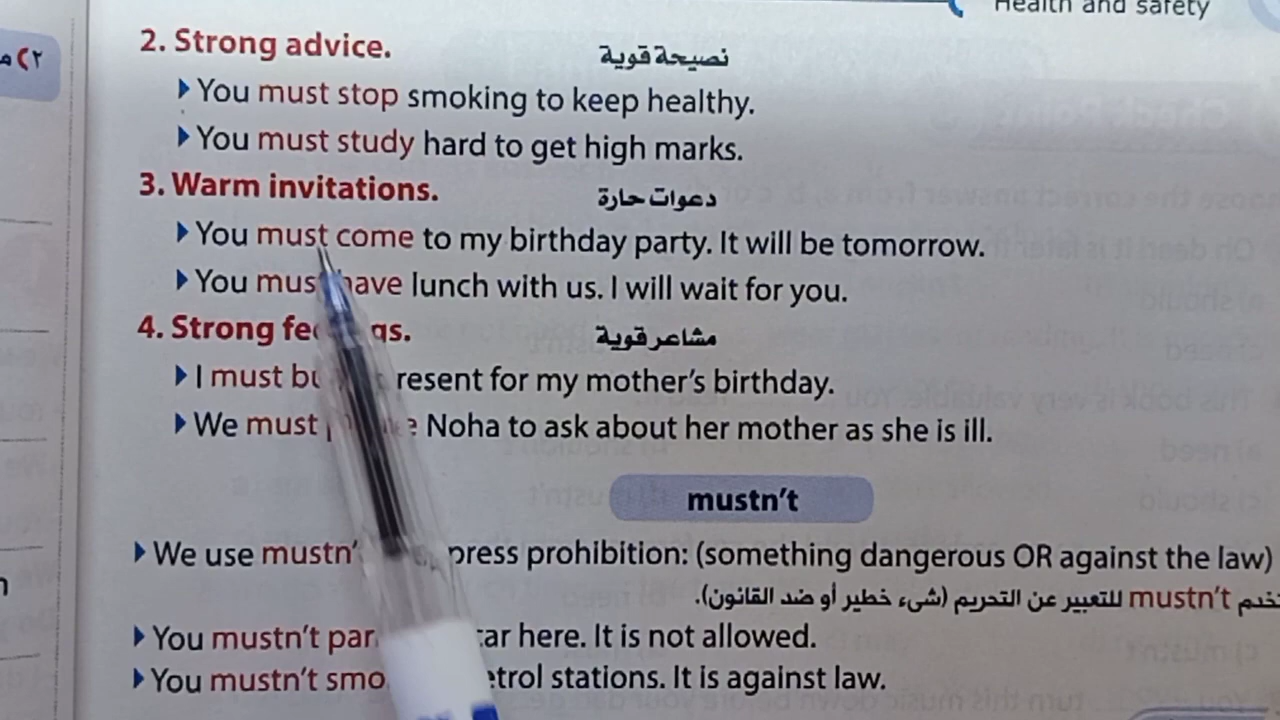 Health and safety
2. Strong advice. نصيحة قوية
You must stop smoking to keep healthy.
You must study hard to get high marks.
3. Warm invitations. دعوات حارة
You must come to my birthday party. It will be tomorrow.
You must have lunch with us. I will wait for you.
4. Strong feelings. مشاعر قوية
I must resent for my mother's birthday.
We must Noha to ask about her mother as she is ill.
mustn't
We use mustn't press prohibition: (something dangerous OR against the law)
mustn't للتعبير عن التحريم (شىء خطير أو ضد القانون).
You mustn't par car here. It is not allowed.
You mustn't smo etrol stations. It is against law.